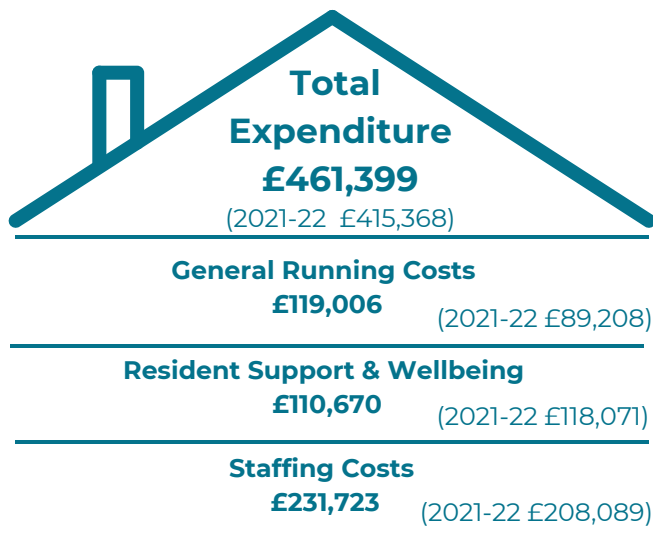 Total
Expenditure
£461,399
(2021-22  £415,368)
General Running Costs
£119,006
(2021-22 £89,208)
Resident Support & Wellbeing
£110,670
(2021-22 £118,071)
Staffing Costs
£231,723
(2021-22 £208,089)